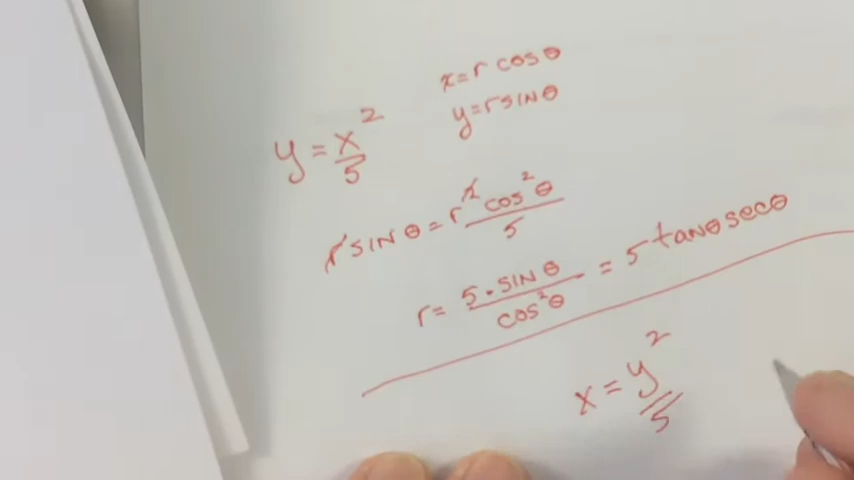 x=r cosθ
y=r sinθ
y = x²/5
r sinθ = r² cos²θ/5
r = 5·sinθ/cos²θ = 5 tanθ secθ
x = y²/5